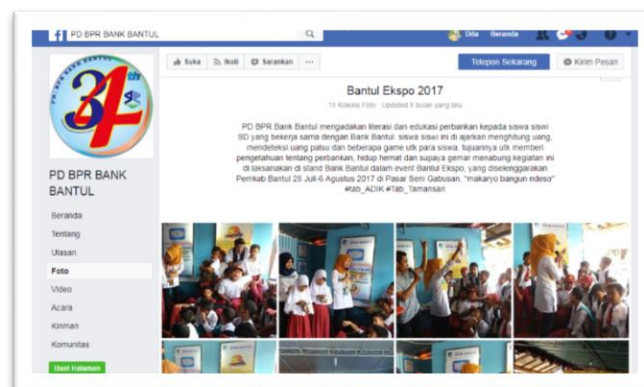 PD BPR BANK BANTUL
Dita Beranda
Suka Ikuti Sarankan ...
Telepon Sekarang Kirim Pesan
34th
Bantul Ekspo 2017
15 Koleksi Foto · Updated 6 bulan yang lalu
PD BPR Bank Bantul mengadakan literasi dan edukasi perbankan kepada siswa siswi
SD yang bekerja sama dengan Bank Bantul. siswa siswi ini di ajarkan menghitung uang,
mendeteksi uang palsu dan beberapa game utk para siswa. tujuannya utk memberi
pengetahuan tentang perbankan, hidup hemat dan supaya gemar menabung kegiatan ini
di laksanakan di stand Bank Bantul dalam event Bantul Ekspo, yang diselenggarakan
Pemkab Bantul 28 Juli-6 Agustus 2017 di Pasar Seni Gabusan. "makaryo bangun ndeso"
#tab_ADIK #Tab_Tamansari
PD BPR BANK
BANTUL
Beranda
Tentang
Ulasan
Foto
Video
Acara
Kiriman
Komunitas
Buat Halaman